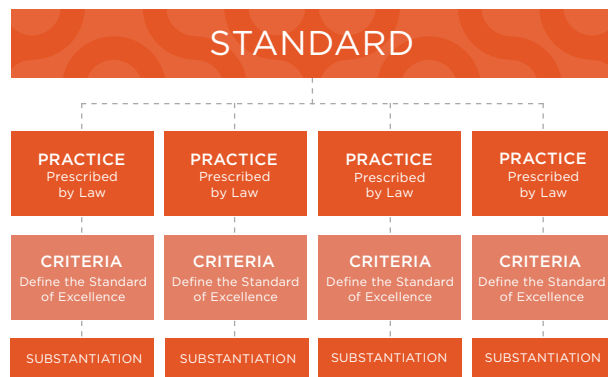 STANDARD
PRACTICE
Prescribed
by Law
PRACTICE
Prescribed
by Law
PRACTICE
Prescribed
by Law
PRACTICE
Prescribed
by Law
CRITERIA
Define the Standard
of Excellence
CRITERIA
Define the Standard
of Excellence
CRITERIA
Define the Standard
of Excellence
CRITERIA
Define the Standard
of Excellence
SUBSTANTIATION
SUBSTANTIATION
SUBSTANTIATION
SUBSTANTIATION